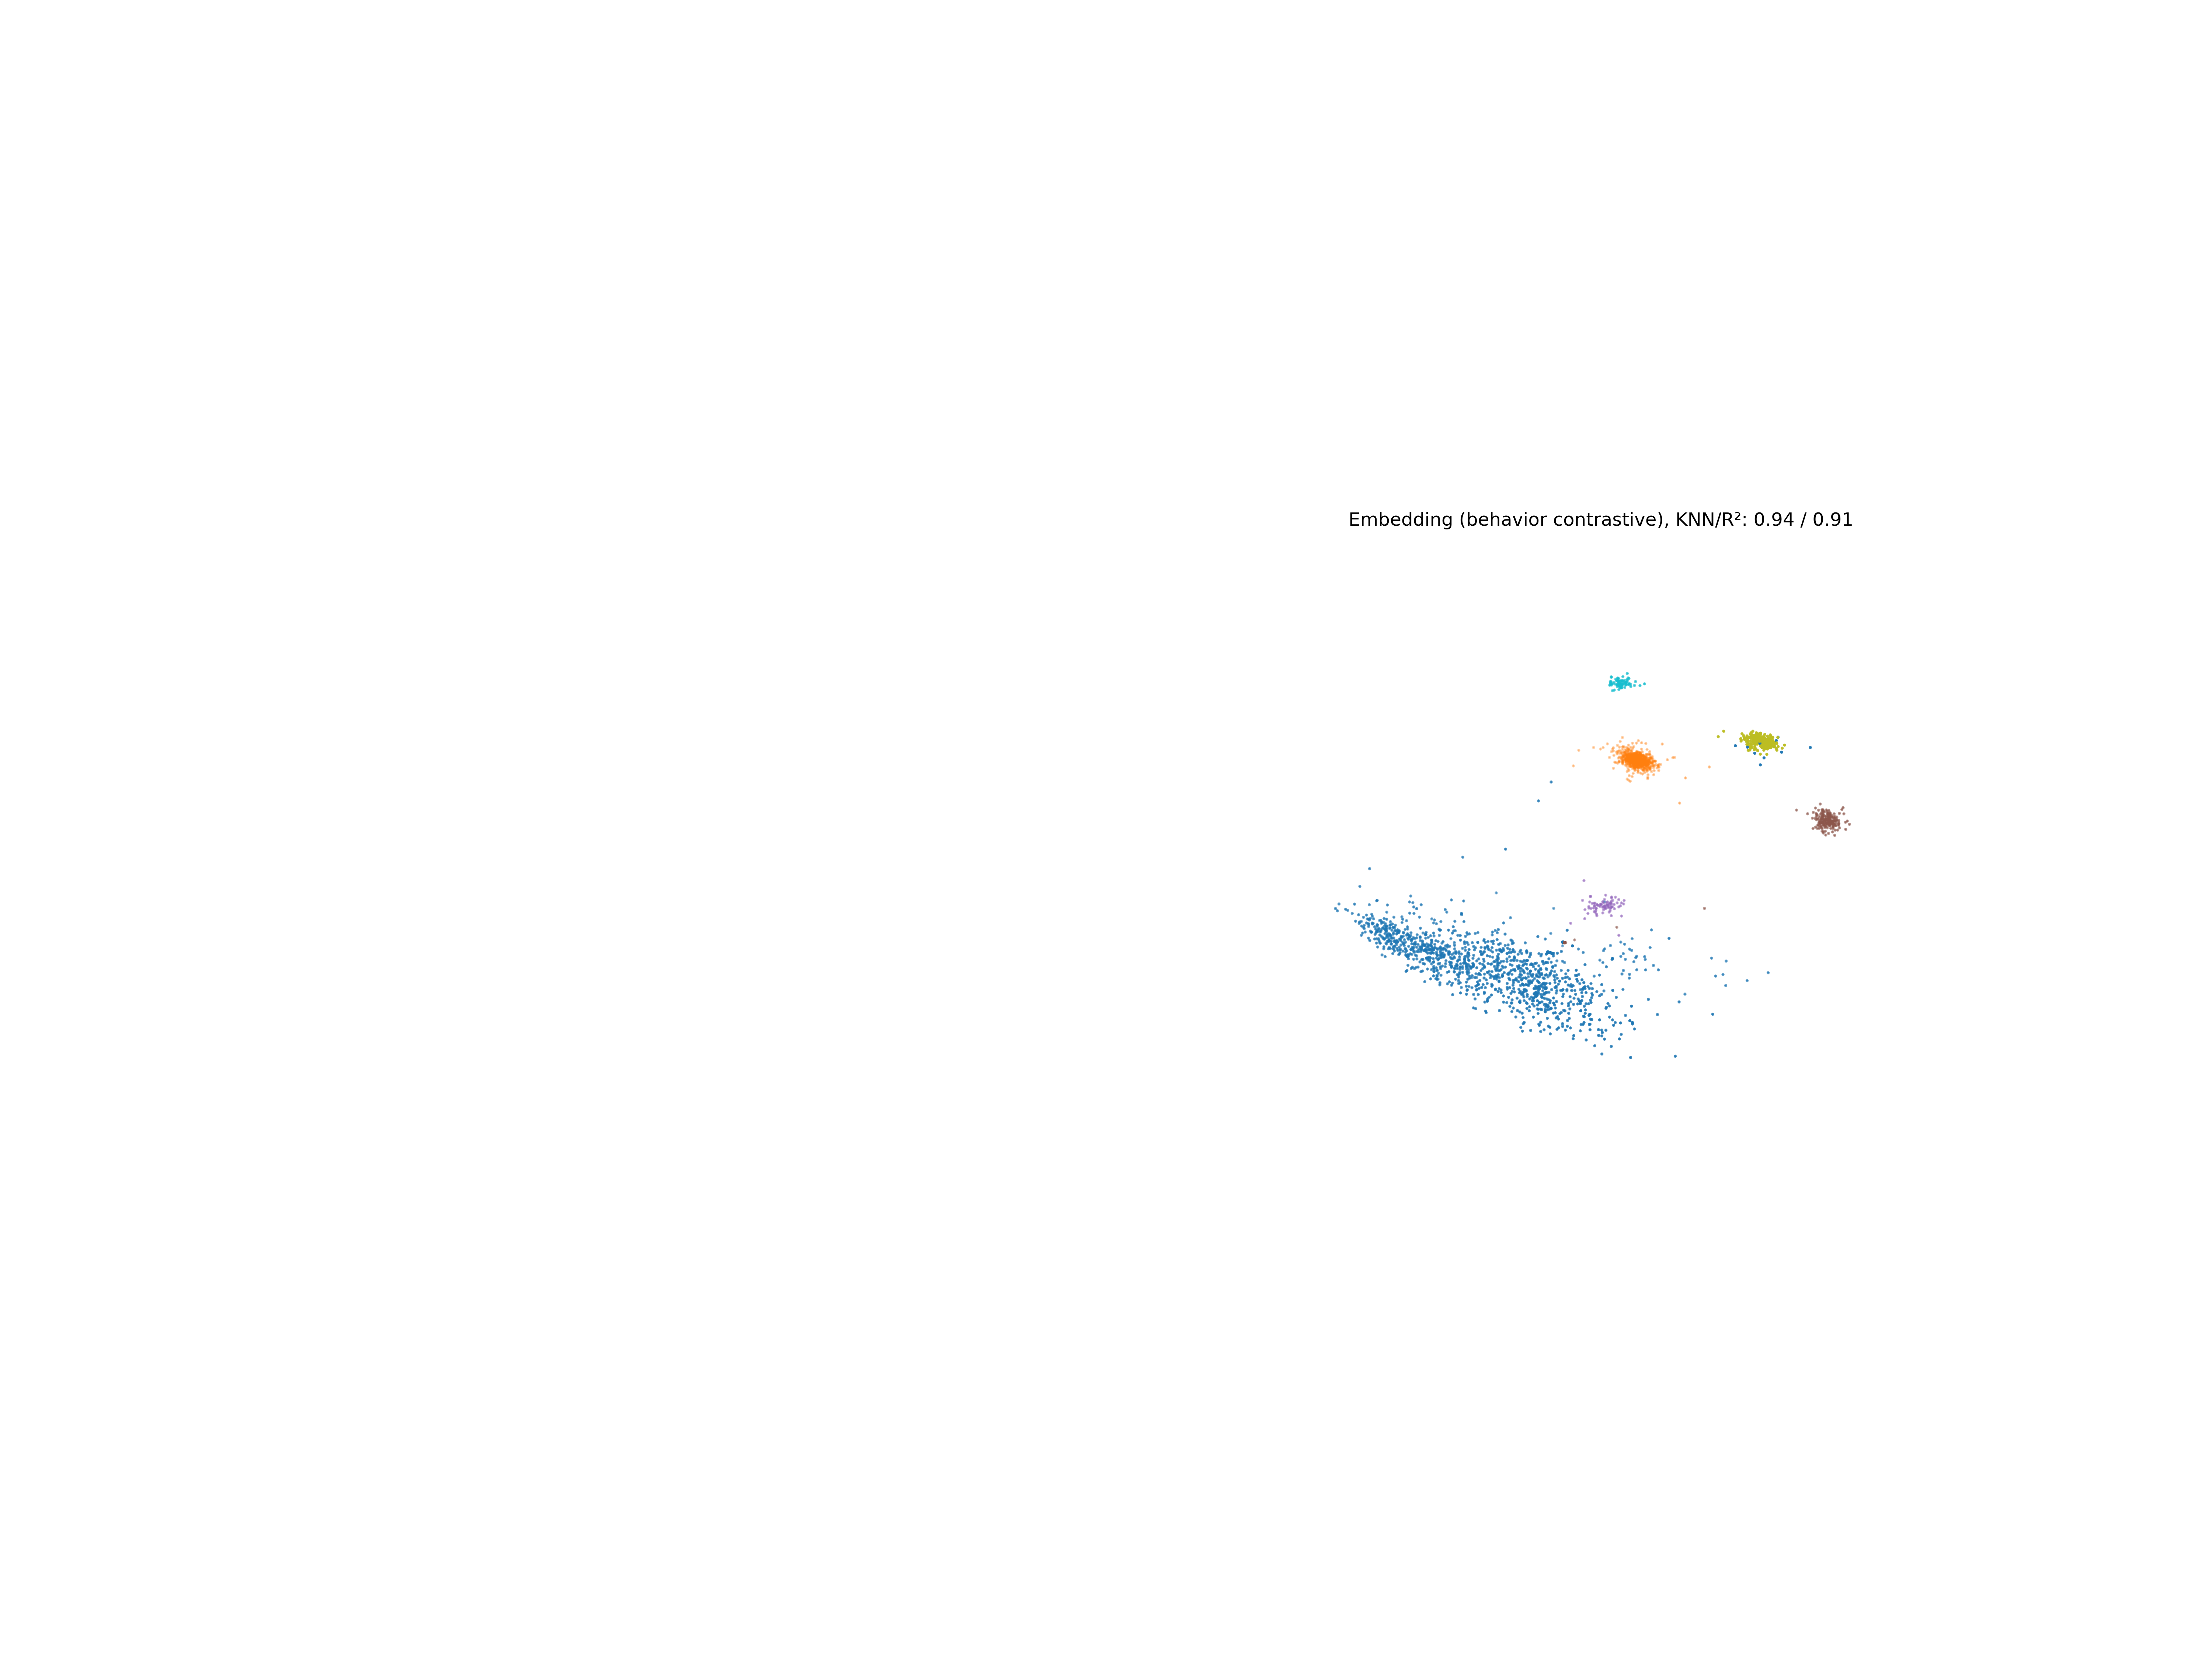 Embedding (behavior contrastive), KNN/R²: 0.94 / 0.91